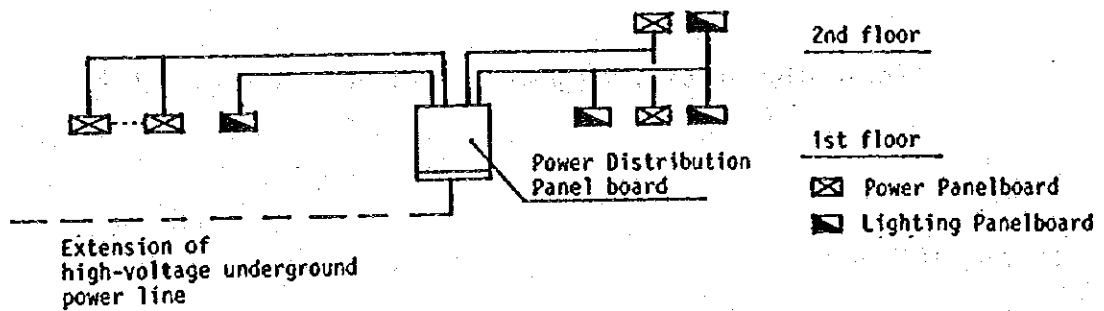 2nd floor
Power Distribution
Panel board
1st floor
Power Panelboard
Lighting Panelboard
Extension of
high-voltage underground
power line